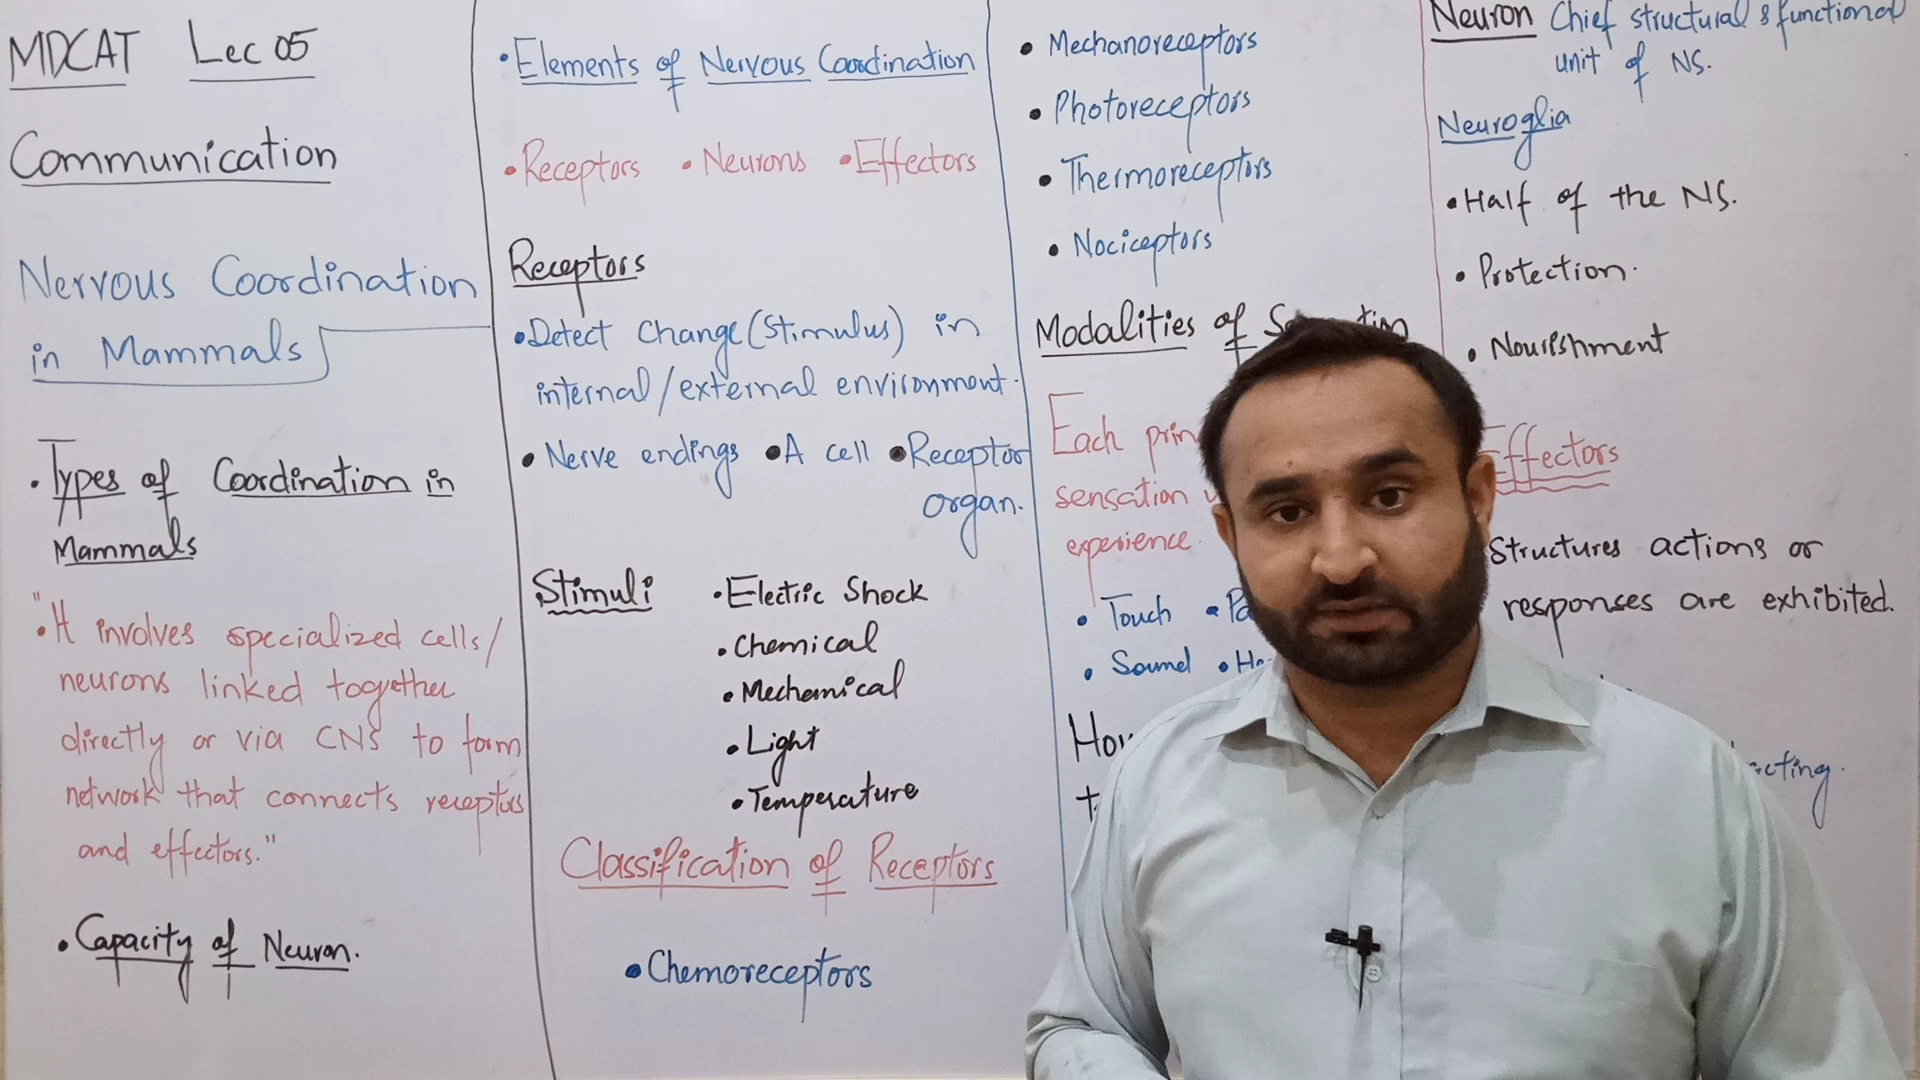 MDCAT Lec 05
Communication
Nervous Coordination
in Mammals
• Types of Coordination in
Mammals
"• It involves specialized cells/
neurons linked together
directly or via CNS to form
network that connects receptors
and effectors."
• Capacity of Neuron.
• Elements of Nervous Coordination
• Receptors • Neurons • Effectors
Receptors
• Detect Change (Stimulus) in
internal/external environment.
• Nerve endings • A cell • Receptor
organ.
Stimuli • Electric Shock
• Chemical
• Mechanical
• Light
• Temperature
Classification of Receptors
• Chemoreceptors
• Mechanoreceptors
• Photoreceptors
• Thermoreceptors
• Nociceptors
Modalities of
Each
sensation
experience.
• Touch
• Sound
Neuron Chief structural & functional
unit of NS.
Neuroglia
• Half of the NS.
• Protection.
• Nourishment
Effectors
Structures actions or
responses are exhibited.